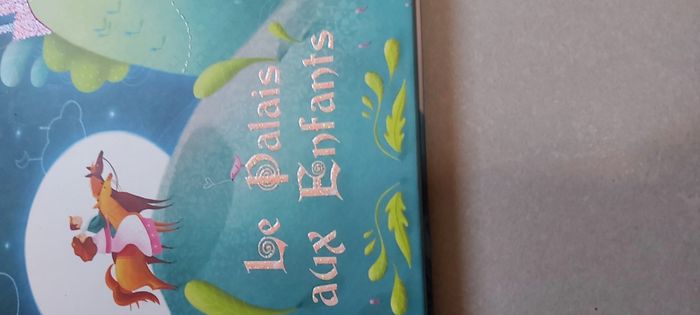 Le Palais
aux Enfants